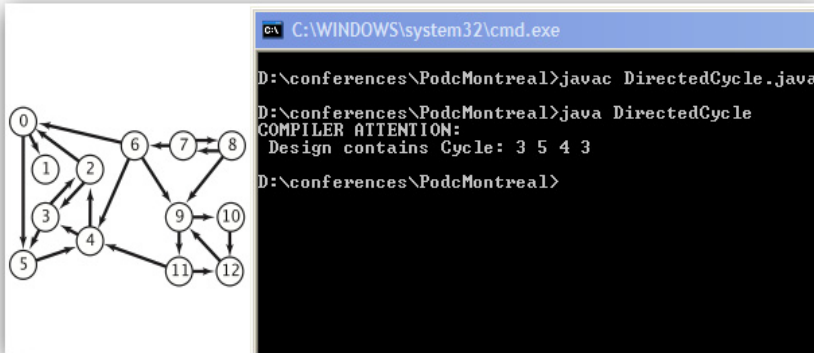 C:\WINDOWS\system32\cmd.exe
D:\conferences\PodcMontreal>javac DirectedCycle.java
D:\conferences\PodcMontreal>java DirectedCycle
COMPILER ATTENTION:
Design contains Cycle: 3 5 4 3
D:\conferences\PodcMontreal>
0
6
7
8
1
2
3
4
9
10
5
11
12